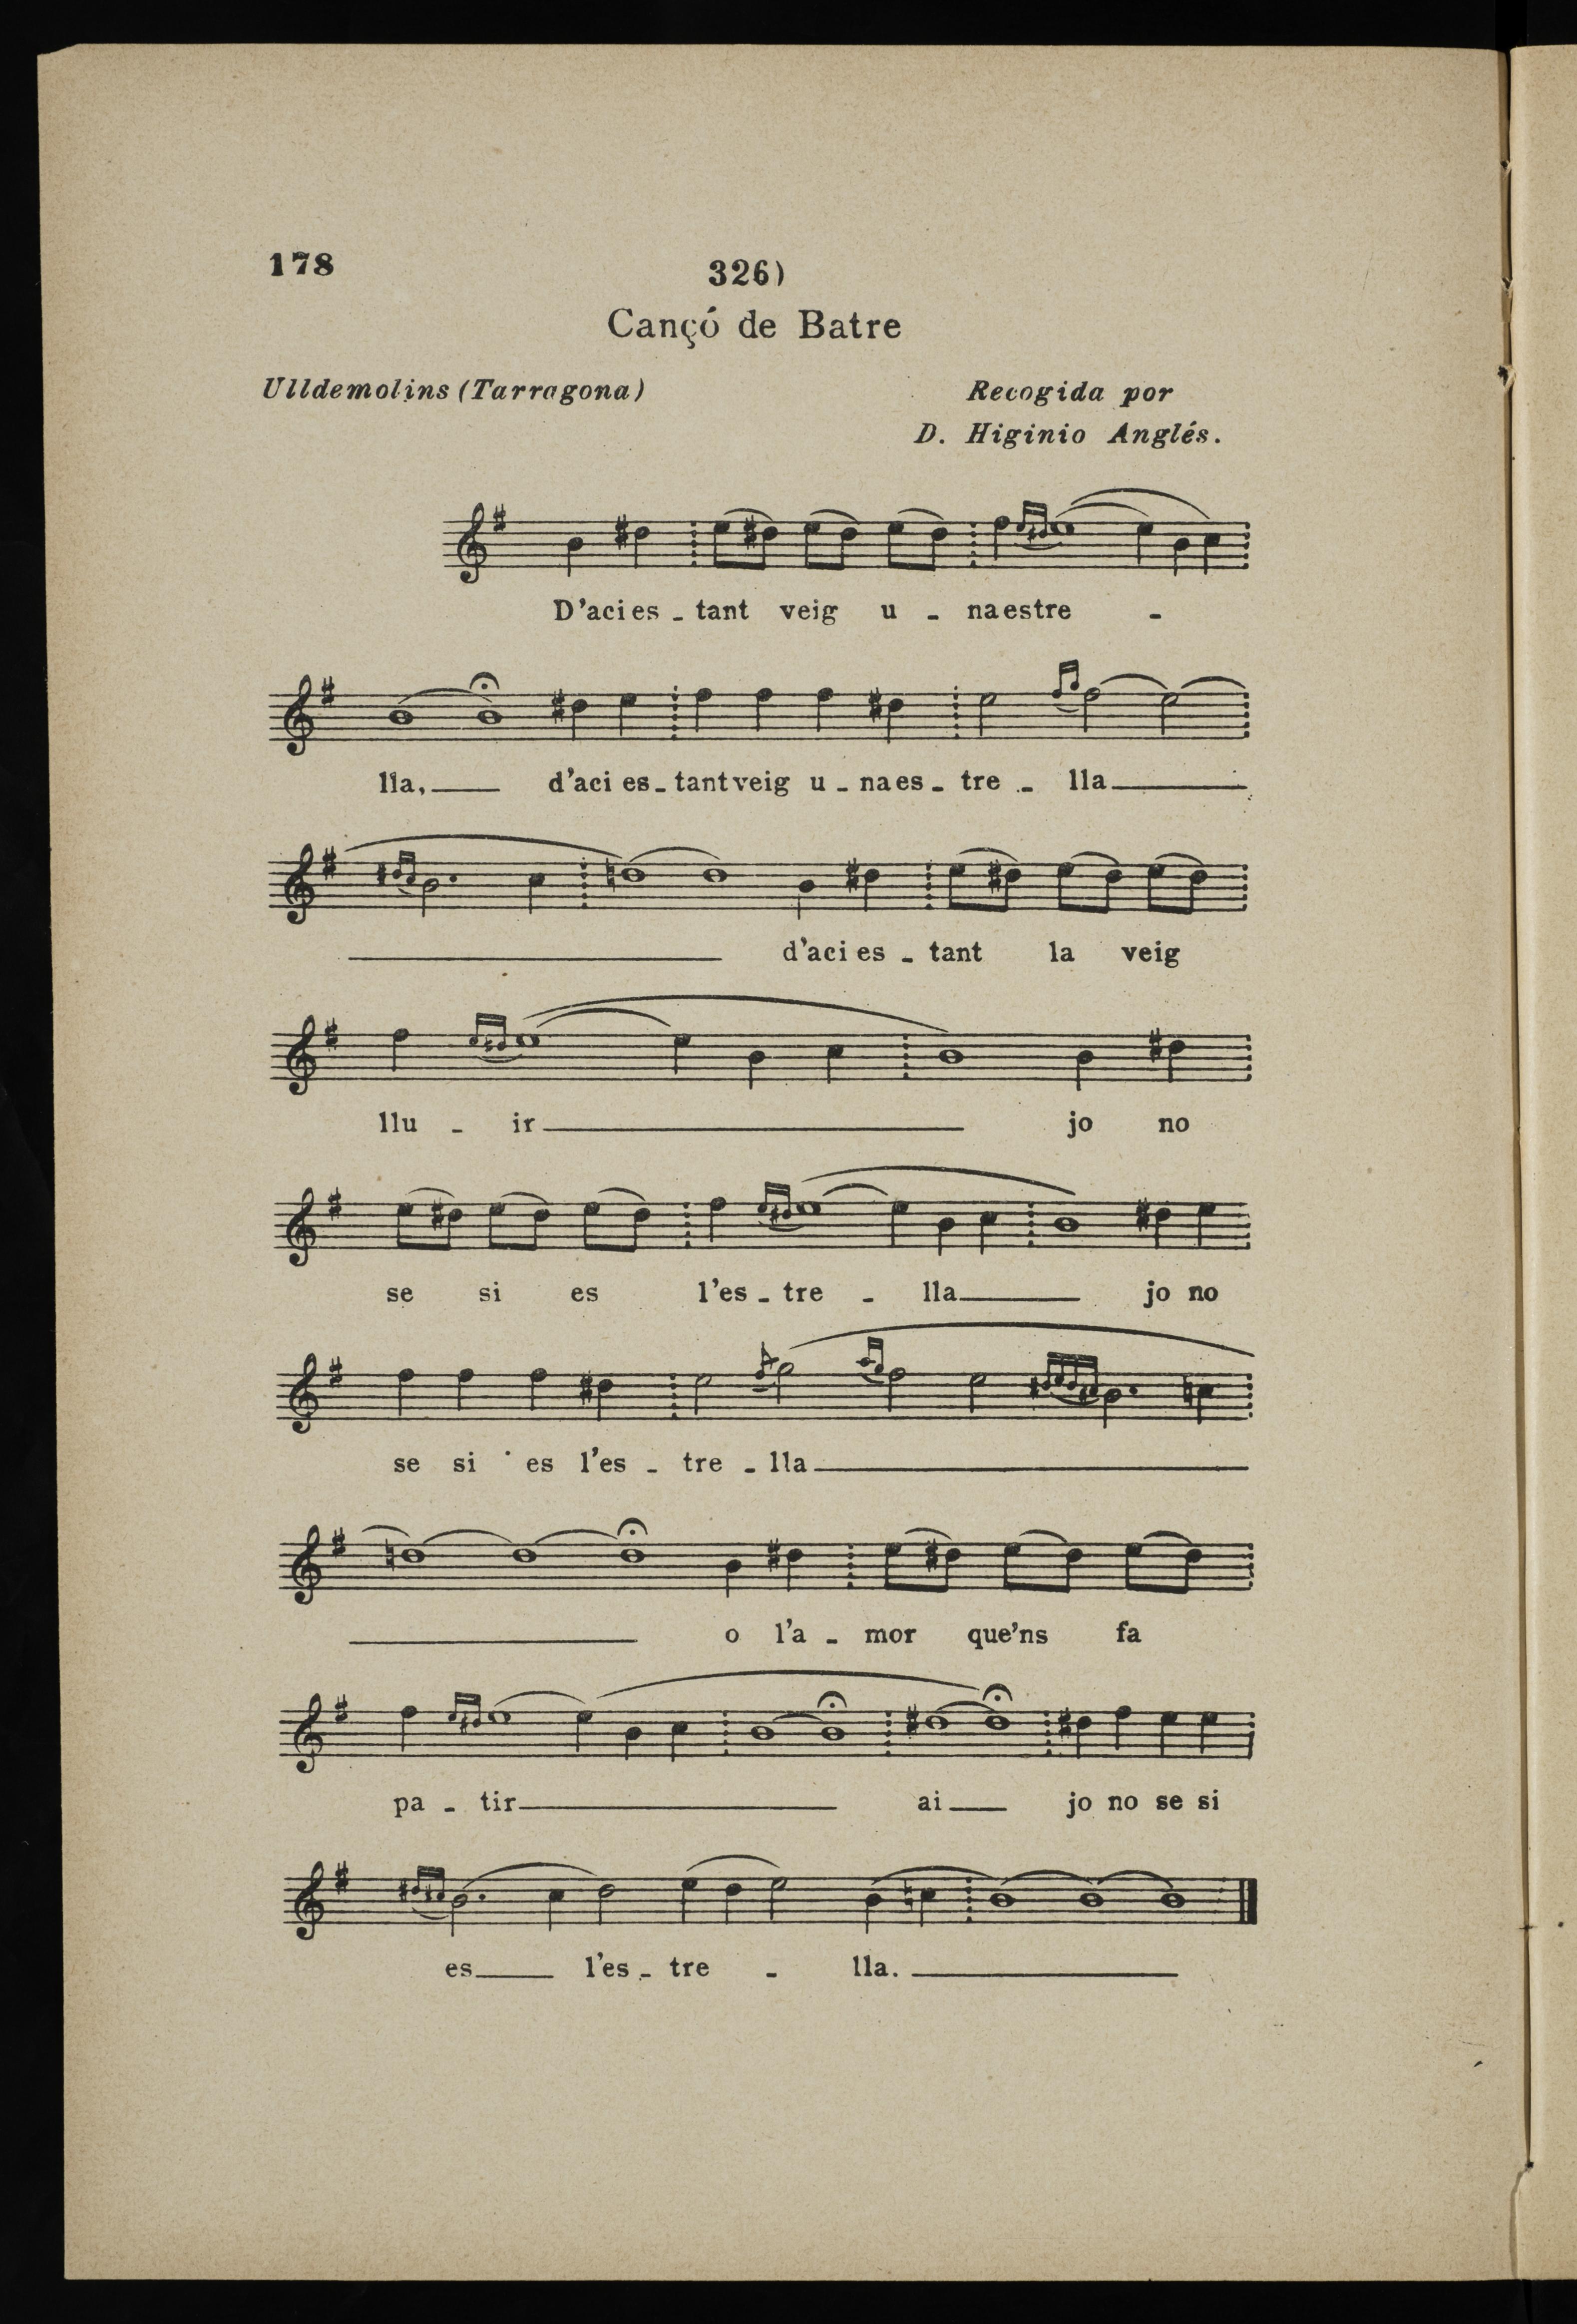 178
326)
Cançó de Batre
Ulldemolins (Tarragona)
Recogida por
D. Higinio Anglés.
D'aci es - tant veig u - na estre -
lla, d'aci es - tant veig u - na es - tre - lla
d'aci es - tant la veig
llu - ir jo no
se si es l'es - tre - lla jo no
se si es l'es - tre - lla
o l'a - mor que'ns fa
pa - tir ai jo no se si
es l'es - tre - lla.